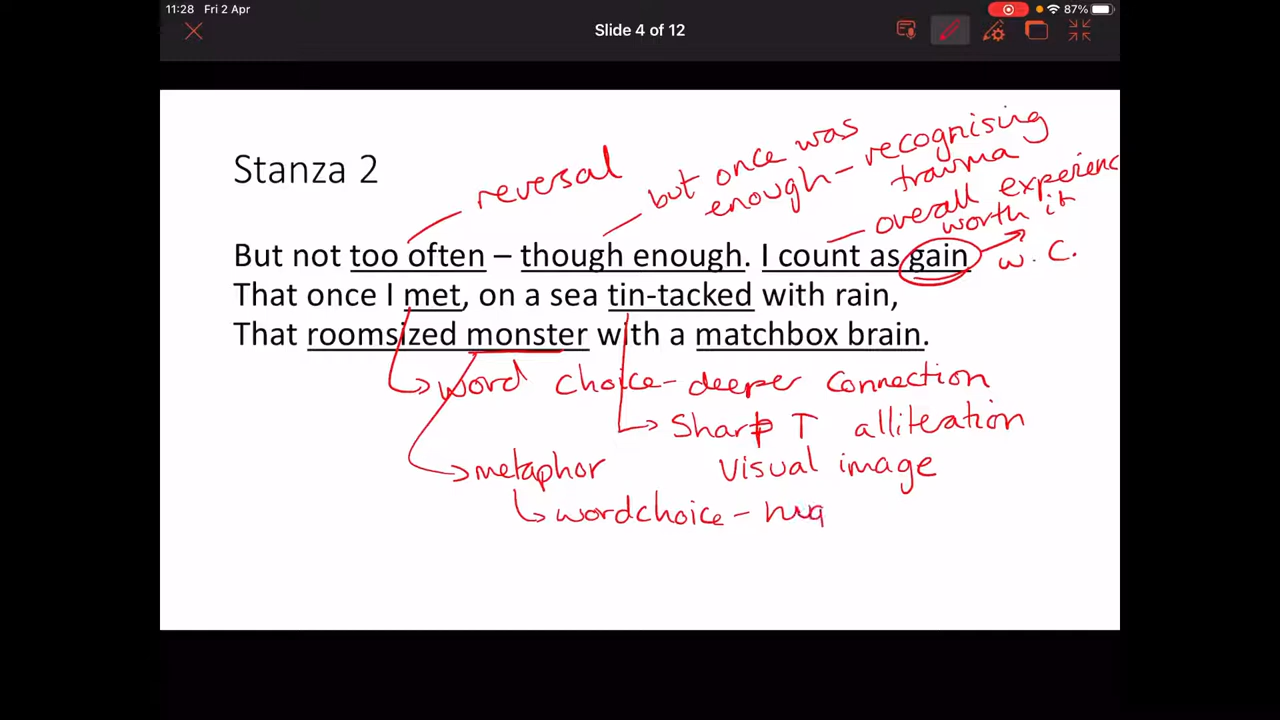 11:28 Fri 2 Apr
87%
Slide 4 of 12
Stanza 2
reversal
but once was
enough – recognising
trauma
overall experienc
worth it
w. C.
But not too often – though enough. I count as gain
That once I met, on a sea tin-tacked with rain,
That roomsized monster with a matchbox brain.
word choice – deeper connection
Sharp T alliteration
metaphor visual image
wordchoice –